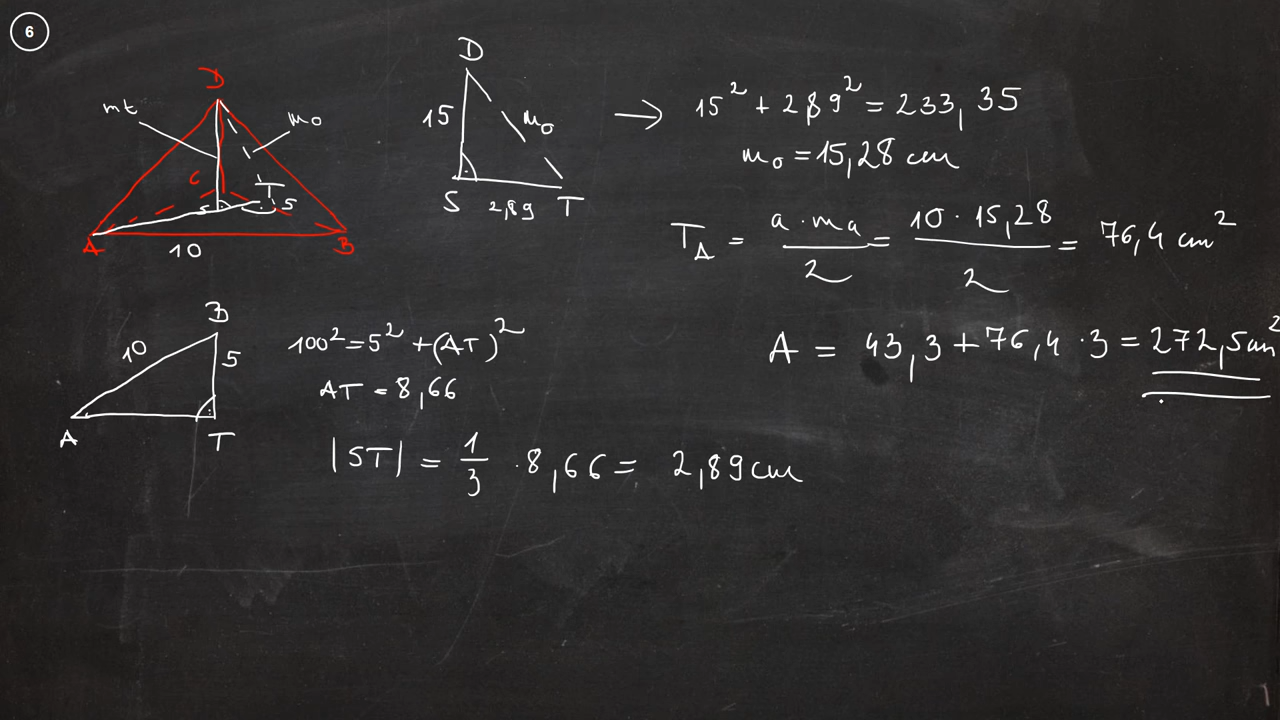 6
D
mt
mo
C
T
S
5
A
B
10
D
15
mo
S
2,89
T
→ 15² + 289² = 233,35
mo = 15,28 cm
T_A = a · ma / 2 = 10 · 15,28 / 2 = 76,4 cm²
A = 43,3 + 76,4 · 3 = 272,5 cm²
B
10
5
A
T
100² = 5² + (AT)²
AT = 8,66
|ST| = 1/3 · 8,66 = 2,89 cm